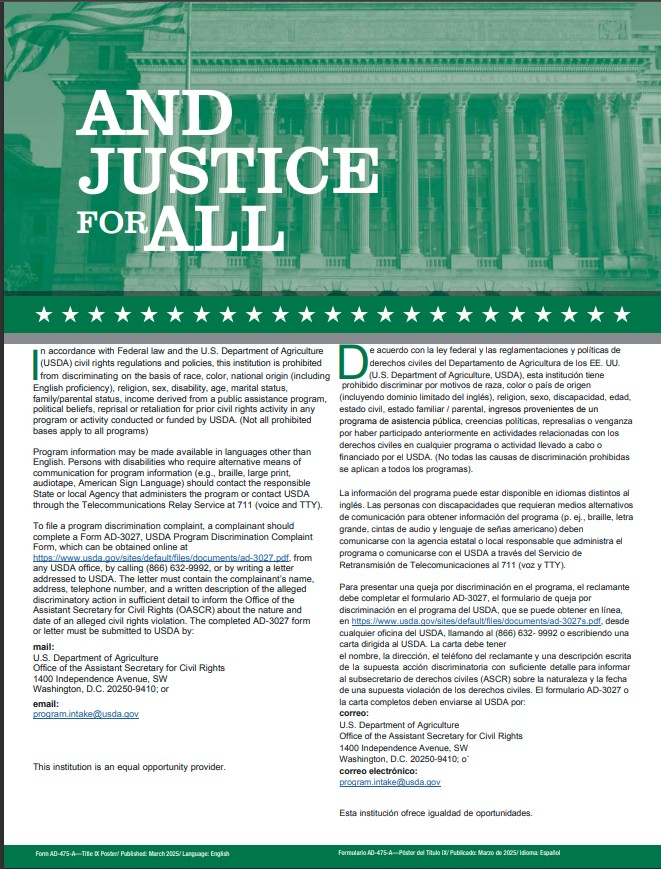 AND
JUSTICE
FOR ALL
In accordance with Federal law and the U.S. Department of Agriculture
(USDA) civil rights regulations and policies, this institution is prohibited
from discriminating on the basis of race, color, national origin (including
English proficiency), religion, sex, disability, age, marital status,
family/parental status, income derived from a public assistance program,
political beliefs, reprisal or retaliation for prior civil rights activity in any
program or activity conducted or funded by USDA. (Not all prohibited
bases apply to all programs)
Program information may be made available in languages other than
English. Persons with disabilities who require alternative means of
communication for program information (e.g., braille, large print,
audiotape, American Sign Language) should contact the responsible
State or local Agency that administers the program or contact USDA
through the Telecommunications Relay Service at 711 (voice and TTY).
To file a program discrimination complaint, a complainant should
complete a Form AD-3027, USDA Program Discrimination Complaint
Form, which can be obtained online at
https://www.usda.gov/sites/default/files/documents/ad-3027.pdf, from
any USDA office, by calling (866) 632-9992, or by writing a letter
addressed to USDA. The letter must contain the complainant's name,
address, telephone number, and a written description of the alleged
discriminatory action in sufficient detail to inform the Office of the
Assistant Secretary for Civil Rights (OASCR) about the nature and
date of an alleged civil rights violation. The completed AD-3027 form
or letter must be submitted to USDA by:
mail:
U.S. Department of Agriculture
Office of the Assistant Secretary for Civil Rights
1400 Independence Avenue, SW
Washington, D.C. 20250-9410; or
email:
program.intake@usda.gov
This institution is an equal opportunity provider.
De acuerdo con la ley federal y las reglamentaciones y políticas de
derechos civiles del Departamento de Agricultura de los EE. UU.
(U.S. Department of Agriculture, USDA), esta institución tiene
prohibido discriminar por motivos de raza, color o país de origen
(incluyendo dominio limitado del inglés), religion, sexo, discapacidad, edad,
estado civil, estado familiar / parental, ingresos provenientes de un
programa de asistencia pública, creencias políticas, represalias o venganza
por haber participado anteriormente en actividades relacionadas con los
derechos civiles en cualquier programa o actividad llevado a cabo o
financiado por el USDA. (No todas las causas de discriminación prohibidas
se aplican a todos los programas).
La información del programa puede estar disponible en idiomas distintos al
inglés. Las personas con discapacidades que requieran medios alternativos
de comunicación para obtener información del programa (p. ej., braille, letra
grande, cintas de audio y lenguaje de señas americano) deben
comunicarse con la agencia estatal o local responsable que administra el
programa o comunicarse con el USDA a través del Servicio de
Retransmisión de Telecomunicaciones al 711 (voz y TTY).
Para presentar una queja por discriminación en el programa, el reclamante
debe completar el formulario AD-3027, el formulario de queja por
discriminación en el programa del USDA, que se puede obtener en línea,
en https://www.usda.gov/sites/default/files/documents/ad-3027s.pdf, desde
cualquier oficina del USDA, llamando al (866) 632- 9992 o escribiendo una
carta dirigida al USDA. La carta debe tener
el nombre, la dirección, el teléfono del reclamante y una descripción escrita
de la supuesta acción discriminatoria con suficiente detalle para informar
al subsecretario de derechos civiles (ASCR) sobre la naturaleza y la fecha
de una supuesta violación de los derechos civiles. El formulario AD-3027 o
la carta completos deben enviarse al USDA por:
correo:
U.S. Department of Agriculture
Office of the Assistant Secretary for Civil Rights
1400 Independence Avenue, SW
Washington, D.C. 20250-9410; o'
correo electrónico:
program.intake@usda.gov
Esta institución ofrece igualdad de oportunidades.
Form AD-475-A—Title IX Poster/ Published: March 2025/ Language: English
Formulario AD-475-A—Póster del Título IX/ Publicado: Marzo de 2025/ Idioma: Español